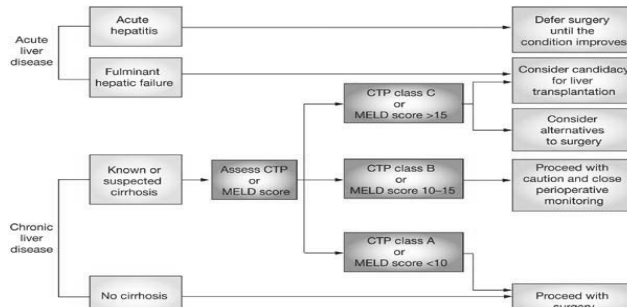 Acute
liver
disease
Acute
hepatitis
Defer surgery
until the
condition improves
Fulminant
hepatic failure
Consider candidacy
for liver
transplantation
CTP class C
or
MELD score >15
Consider
alternatives
to surgery
Chronic
liver
disease
Known or
suspected
cirrhosis
Assess CTP
or
MELD score
CTP class B
or
MELD score 10–15
Proceed with
caution and close
perioperative
monitoring
CTP class A
or
MELD score <10
No cirrhosis
Proceed with
surgery